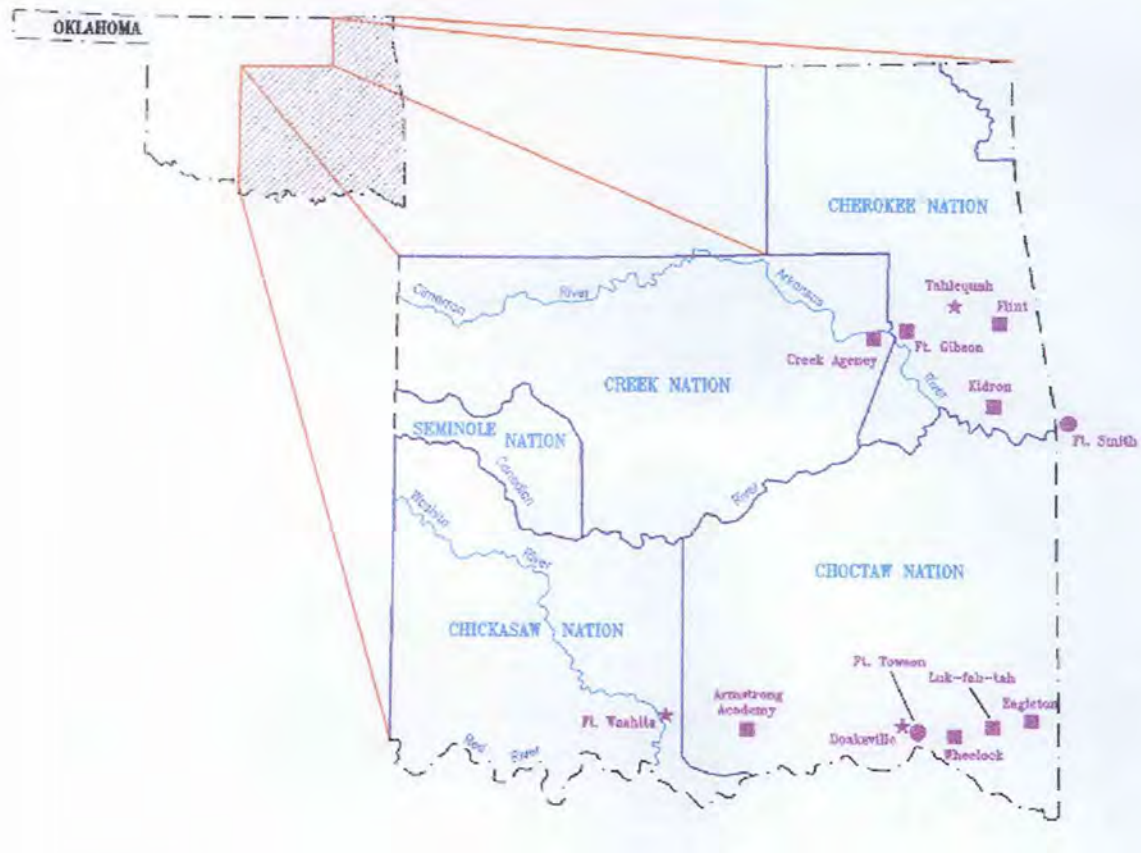 OKLAHOMA
CHEROKEE NATION
Cimarron
River
Arkansas
River
Tahlequah
Flint
Ft. Gibson
Creek Agency
Kidron
Ft. Smith
CREEK NATION
SEMINOLE NATION
Canadian
River
Washita
River
CHOCTAW NATION
CHICKASAW NATION
Ft. Towson
Luk-fah-tah
Eagleton
Armstrong
Academy
Ft. Washita
Doaksville
Wheelock
Red River